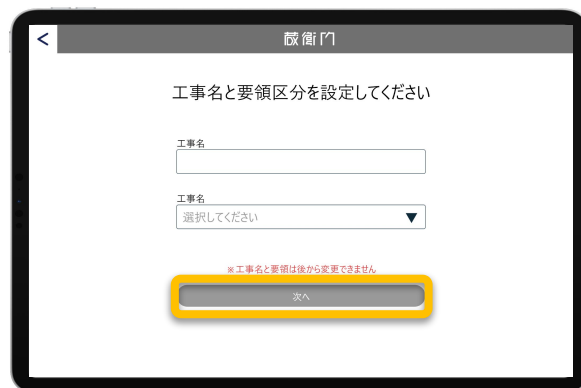 蔵衛門
工事名と要領区分を設定してください
工事名
工事名
選択してください
※工事名と要領は後から変更できません
次へ